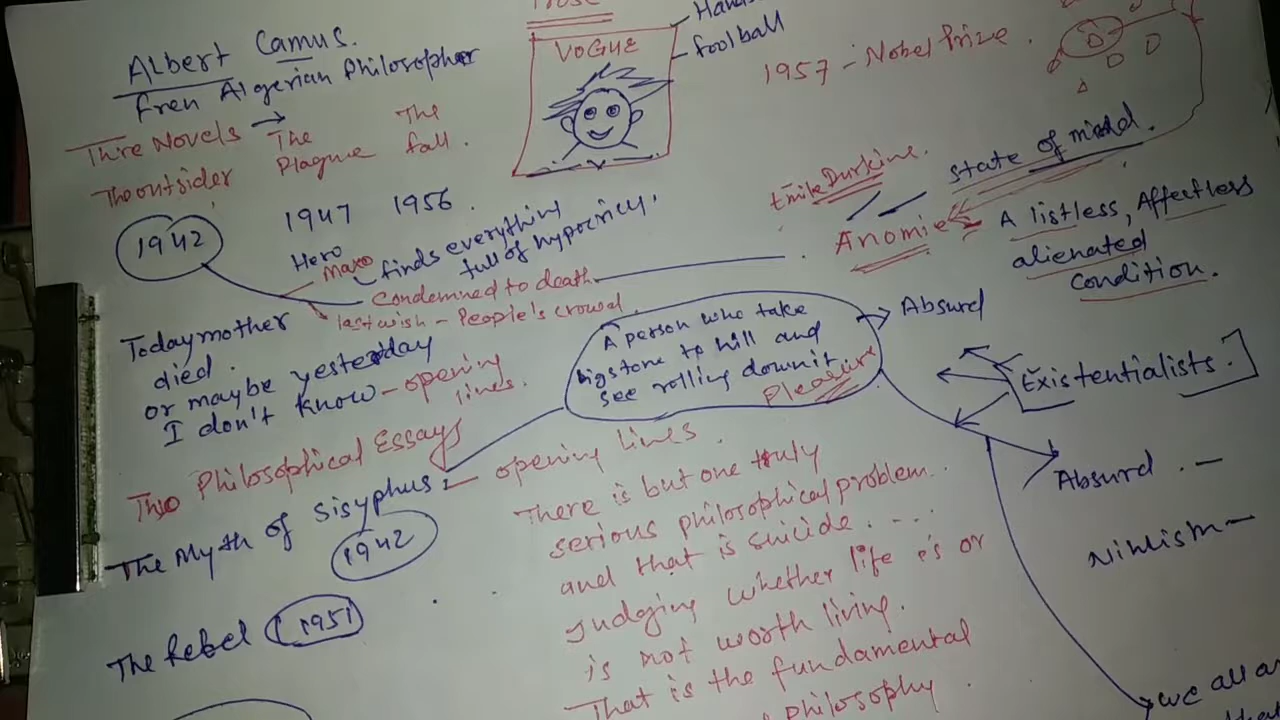 Albert Camus.
Fren Algerian Philosopher
Prose
VOGUE
football
1957 - Nobel Prize .
Three Novels → The The
The outsider Plague fall .
1942 1947 1956 .
Hero finds everything
full of hypocricy.
Condemned to death.
last wish - People's crowd
state of mind.
Emile Durkine.
Anomie - A listless, Affectless
alienated
condition.
Today mother
died .
or maybe yesterday
I don't know - opening
lines.
A person who take
big stone to hill and
see rolling down it
Pleasure
Absurd
Existentialists.
Absurd . -
Nihlism -
we all a
Two Philosophical Essays
The Myth of Sisyphus : - opening lines .
1942
The Rebel (1951)
There is but one truly
serious philosophical problem.
and that is suicide . ...
Judging whether life is or
is not worth living.
That is the fundamental
philosophy .